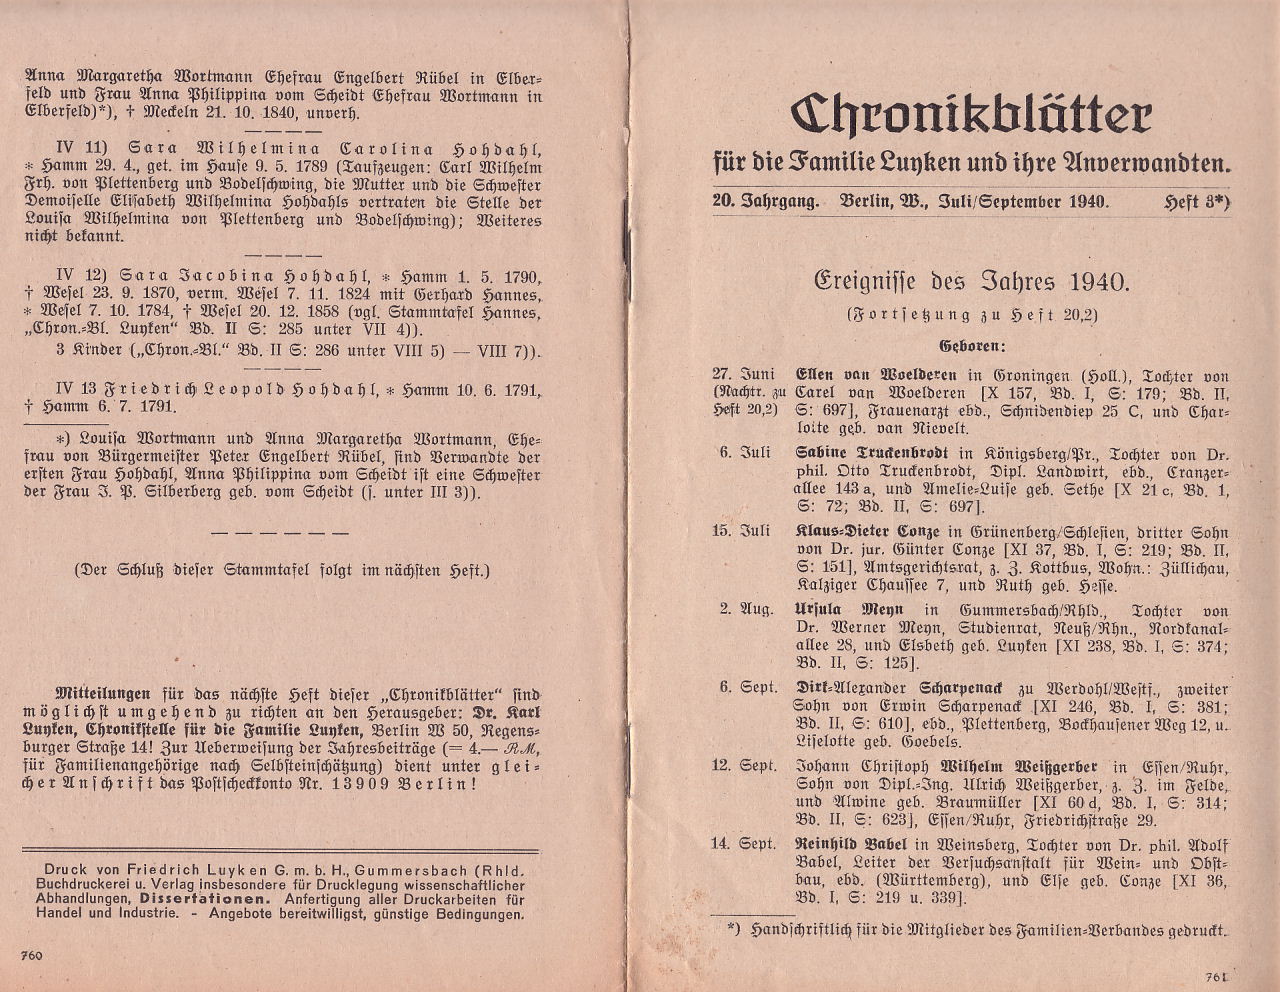 Anna Margaretha Wortmann Ehefrau Engelbert Rübel in Elber-
feld und Frau Anna Philippina vom Scheidt Ehefrau Wortmann in
Elberfeld)*), † Meckeln 21. 10. 1840, unverh.
— — — —
IV 11) Sara Wilhelmina Carolina Hohdahl,
* Hamm 29. 4., get. im Hause 9. 5. 1789 (Taufzeugen: Carl Wilhelm
Frh. von Plettenberg und Bodelschwing, die Mutter und die Schwester
Demoiselle Elisabeth Wilhelmina Hohdahls vertraten die Stelle der
Louisa Wilhelmina von Plettenberg und Bodelschwing); Weiteres
nicht bekannt.
— — — —
IV 12) Sara Jacobina Hohdahl, * Hamm 1. 5. 1790,
† Wesel 23. 9. 1870, verm. Wesel 7. 11. 1824 mit Gerhard Hannes,
* Wesel 7. 10. 1784, † Wesel 20. 12. 1858 (vgl. Stammtafel Hannes,
„Chron.-Bl. Luyken“ Bd. II S: 285 unter VII 4)).
3 Kinder („Chron.-Bl.“ Bd. II S: 286 unter VIII 5) — VIII 7)).
— — — —
IV 13 Friedrich Leopold Hohdahl, * Hamm 10. 6. 1791,
† Hamm 6. 7. 1791.
*) Louisa Wortmann und Anna Margaretha Wortmann, Ehe-
frau von Bürgermeister Peter Engelbert Rübel, sind Verwandte der
ersten Frau Hohdahl, Anna Philippina vom Scheidt ist eine Schwester
der Frau J. P. Silberberg geb. vom Scheidt (s. unter III 3)).
— — — — — —
(Der Schluß dieser Stammtafel folgt im nächsten Heft.)
Mitteilungen für das nächste Heft dieser „Chronikblätter“ sind
möglichst umgehend zu richten an den Herausgeber: Dr. Karl
Luyken, Chronikstelle für die Familie Luyken, Berlin W 50, Regens-
burger Straße 14! Zur Ueberweisung der Jahresbeiträge (= 4.— RM,
für Familienangehörige nach Selbsteinschätzung) dient unter glei-
cher Anschrift das Postscheckkonto Nr. 13909 Berlin!
Druck von Friedrich Luyken G. m. b. H., Gummersbach (Rhld.
Buchdruckerei u. Verlag insbesondere für Drucklegung wissenschaftlicher
Abhandlungen, Dissertationen. Anfertigung aller Druckarbeiten für
Handel und Industrie. - Angebote bereitwilligst, günstige Bedingungen.
760
Chronikblätter
für die Familie Luyken und ihre Anverwandten.
20. Jahrgang. Berlin, W., Juli/September 1940. Heft 3*)
Ereignisse des Jahres 1940.
(Fortsetzung zu Heft 20,2)
Geboren:
27. Juni Ellen van Woelderen in Groningen (Holl.), Tochter von
(Nachtr. zu Carel van Woelderen [X 157, Bd. I, S: 179; Bd. II,
Heft 20,2) S: 697], Frauenarzt ebd., Schnidendiep 25 C, und Char-
lotte geb. van Nievelt.
6. Juli Sabine Truckenbrodt in Königsberg/Pr., Tochter von Dr.
phil. Otto Truckenbrodt, Dipl. Landwirt, ebd., Cranzer-
allee 143 a, und Amelie-Luise geb. Sethe [X 21 c, Bd. 1,
S: 72; Bd. II, S: 697].
15. Juli Klaus-Dieter Conze in Grünenberg/Schlesien, dritter Sohn
von Dr. jur. Günter Conze [XI 37, Bd. I, S: 219; Bd. II,
S: 151], Amtsgerichtsrat, z. Z. Kottbus, Wohn.: Züllichau,
Kalziger Chaussee 7, und Ruth geb. Hesse.
2. Aug. Ursula Meyn in Gummersbach/Rhld., Tochter von
Dr. Werner Meyn, Studienrat, Neuß/Rhn., Nordkanal-
allee 28, und Elsbeth geb. Luyken [XI 238, Bd. I, S: 374;
Bd. II, S: 125].
6. Sept. Dirk-Alexander Scharpenack zu Werdohl/Westf., zweiter
Sohn von Erwin Scharpenack [XI 246, Bd. I, S: 381;
Bd. II, S: 610], ebd., Plettenberg, Bockhausener Weg 12, u.
Liselotte geb. Goebels.
12. Sept. Johann Christoph Wilhelm Weißgerber in Essen/Ruhr,
Sohn von Dipl.-Ing. Ulrich Weißgerber, z. Z. im Felde,
und Alwine geb. Braumüller [XI 60 d, Bd. I, S: 314;
Bd. II, S: 623], Essen/Ruhr, Friedrichstraße 29.
14. Sept. Reinhild Babel in Weinsberg, Tochter von Dr. phil. Adolf
Babel, Leiter der Versuchsanstalt für Wein- und Obst-
bau, ebd. (Württemberg), und Else geb. Conze [XI 36,
Bd. I, S: 219 u. 339].
*) Handschriftlich für die Mitglieder des Familien-Verbandes gedruckt.
761